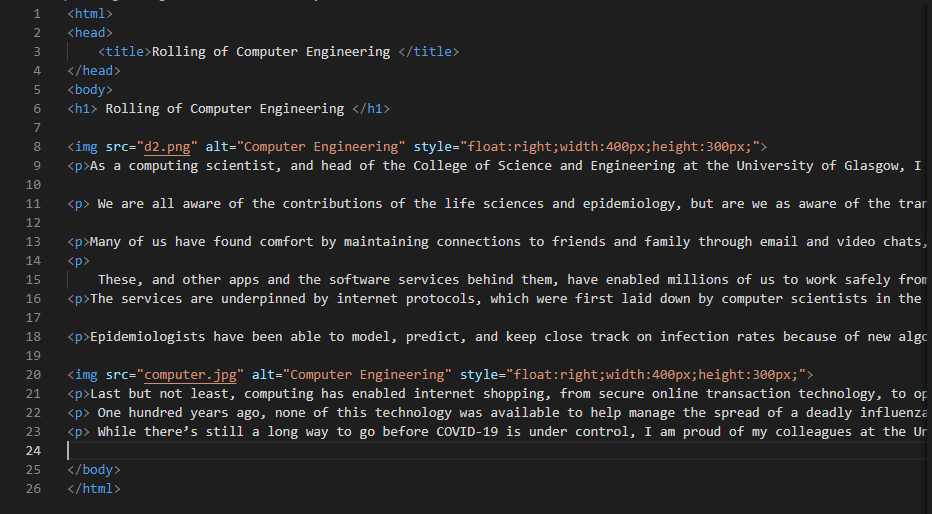 1 <html>
2 <head>
3 <title>Rolling of Computer Engineering </title>
4 </head>
5 <body>
6 <h1> Rolling of Computer Engineering </h1>
7
8 <img src="d2.png" alt="Computer Engineering" style="float:right;width:400px;height:300px;">
9 <p>As a computing scientist, and head of the College of Science and Engineering at the University of Glasgow, I
10
11 <p> We are all aware of the contributions of the life sciences and epidemiology, but are we as aware of the tran
12
13 <p>Many of us have found comfort by maintaining connections to friends and family through email and video chats,
14 <p>
15 These, and other apps and the software services behind them, have enabled millions of us to work safely from
16 <p>The services are underpinned by internet protocols, which were first laid down by computer scientists in the
17
18 <p>Epidemiologists have been able to model, predict, and keep close track on infection rates because of new algo
19
20 <img src="computer.jpg" alt="Computer Engineering" style="float:right;width:400px;height:300px;">
21 <p>Last but not least, computing has enabled internet shopping, from secure online transaction technology, to op
22 <p> One hundred years ago, none of this technology was available to help manage the spread of a deadly influenza
23 <p> While there’s still a long way to go before COVID-19 is under control, I am proud of my colleagues at the Un
24
25 </body>
26 </html>